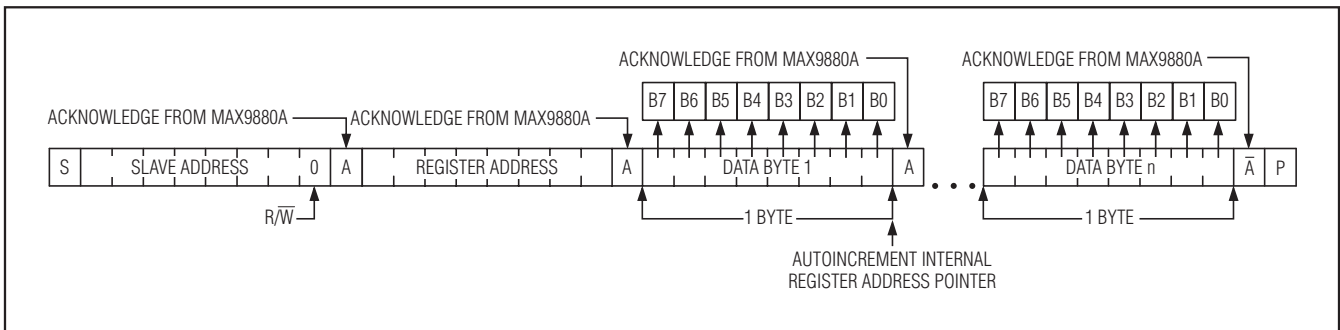 ACKNOWLEDGE FROM MAX9880A
ACKNOWLEDGE FROM MAX9880A
B7 B6 B5 B4 B3 B2 B1 B0
B7 B6 B5 B4 B3 B2 B1 B0
ACKNOWLEDGE FROM MAX9880A
ACKNOWLEDGE FROM MAX9880A
S SLAVE ADDRESS 0 A REGISTER ADDRESS A DATA BYTE 1 A • • • DATA BYTE n A̅ P
R/W̅
1 BYTE
1 BYTE
AUTOINCREMENT INTERNAL
REGISTER ADDRESS POINTER